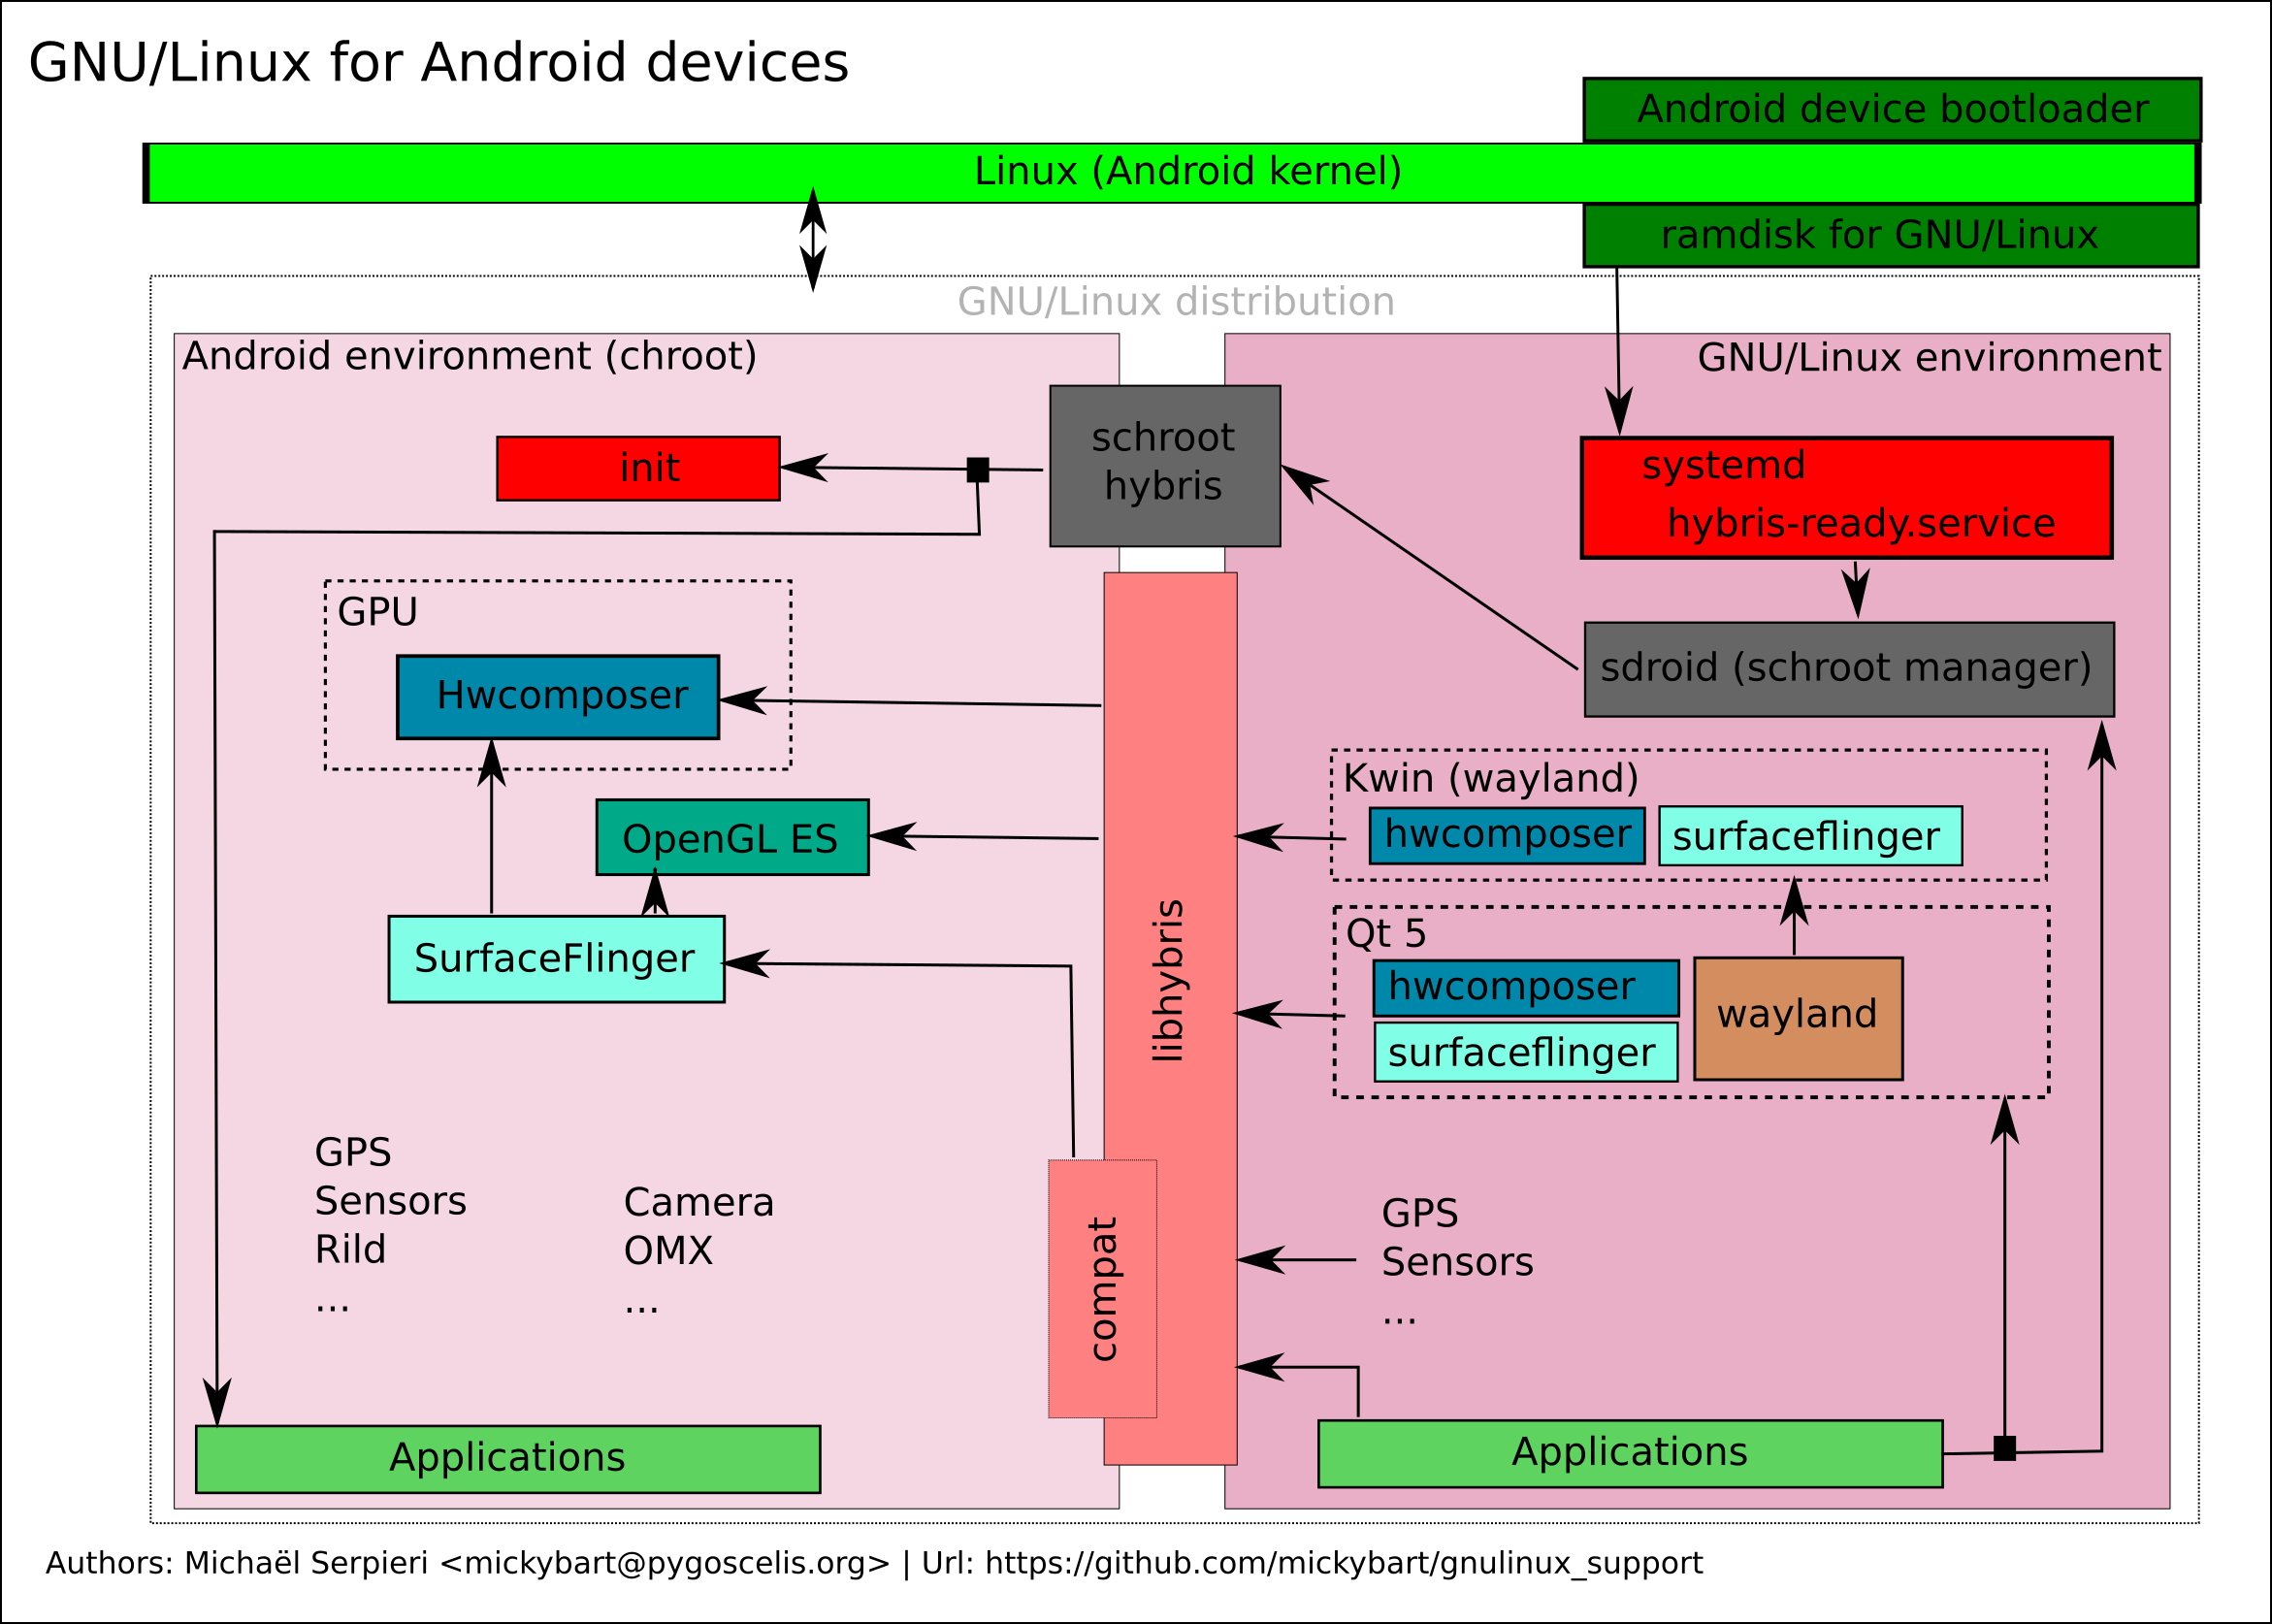 GNU/Linux for Android devices
Android device bootloader
Linux (Android kernel)
ramdisk for GNU/Linux
GNU/Linux distribution
Android environment (chroot)
GNU/Linux environment
schroot
hybris
init
systemd
hybris-ready.service
GPU
Hwcomposer
sdroid (schroot manager)
OpenGL ES
Kwin (wayland)
hwcomposer
surfaceflinger
SurfaceFlinger
libhybris
Qt 5
hwcomposer
surfaceflinger
wayland
GPS
Sensors
Rild
...
Camera
OMX
...
compat
GPS
Sensors
...
Applications
Applications
Authors: Michaël Serpieri <mickybart@pygoscelis.org> | Url: https://github.com/mickybart/gnulinux_support